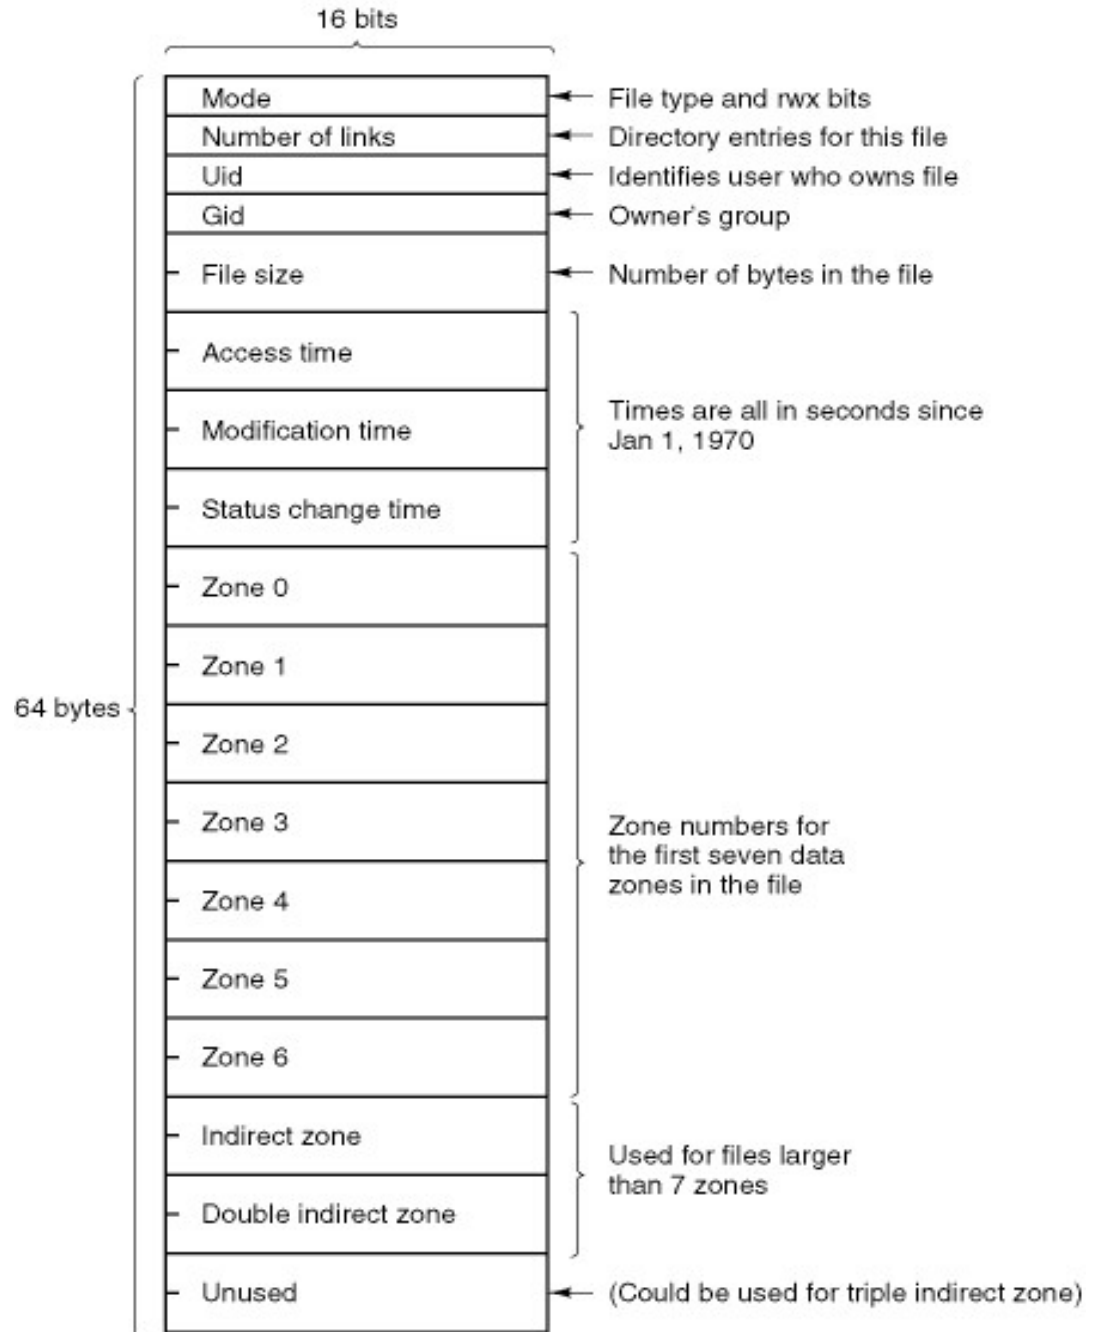 16 bits
Mode
File type and rwx bits
Number of links
Directory entries for this file
Uid
Identifies user who owns file
Gid
Owner's group
File size
Number of bytes in the file
Access time
Modification time
Status change time
Times are all in seconds since
Jan 1, 1970
64 bytes
Zone 0
Zone 1
Zone 2
Zone 3
Zone 4
Zone 5
Zone 6
Zone numbers for
the first seven data
zones in the file
Indirect zone
Double indirect zone
Used for files larger
than 7 zones
Unused
(Could be used for triple indirect zone)